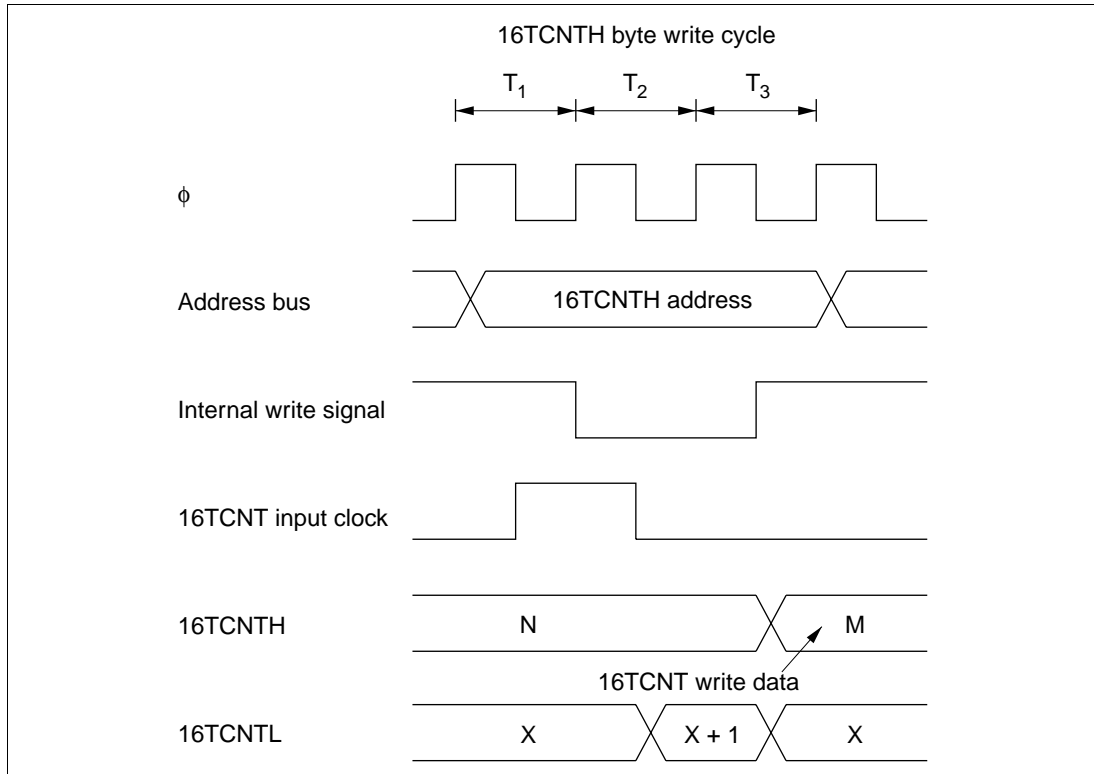 16TCNTH byte write cycle
T1 T2 T3
φ
Address bus
16TCNTH address
Internal write signal
16TCNT input clock
16TCNTH
N
M
16TCNT write data
16TCNTL
X
X + 1
X